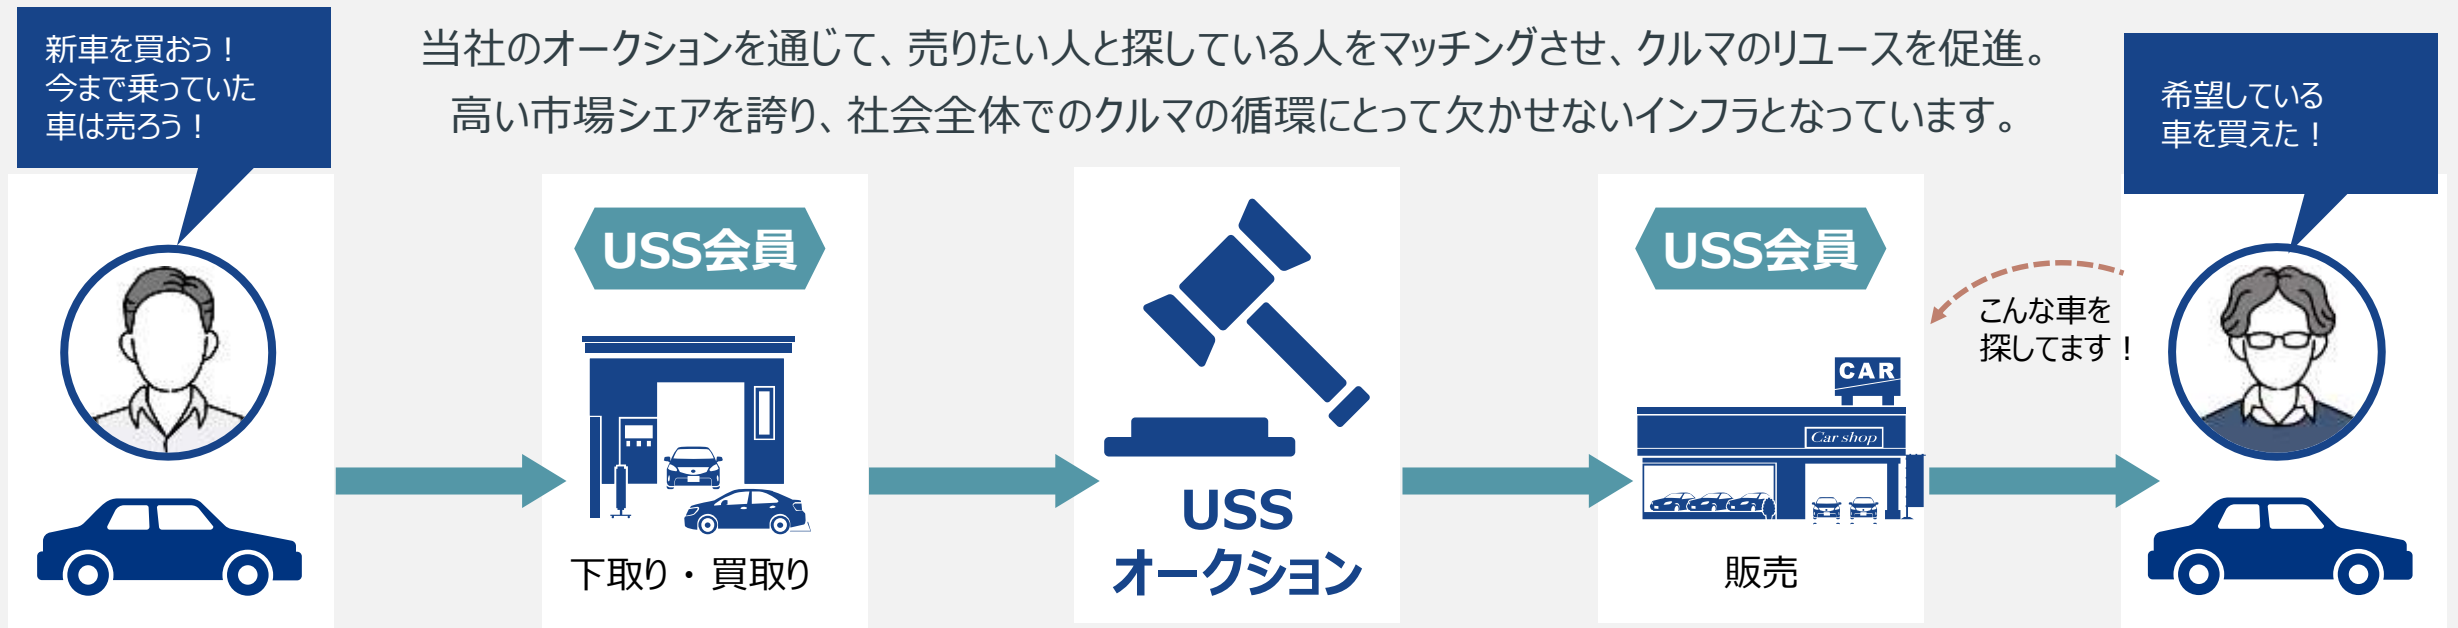 新車を買おう！
今まで乗っていた
車は売ろう！
当社のオークションを通じて、売りたい人と探している人をマッチングさせ、クルマのリユースを促進。
高い市場シェアを誇り、社会全体でのクルマの循環にとって欠かせないインフラとなっています。
希望している
車を買えた！
USS会員
下取り・買取り
USS
オークション
USS会員
CAR
Car shop
販売
こんな車を
探してます！